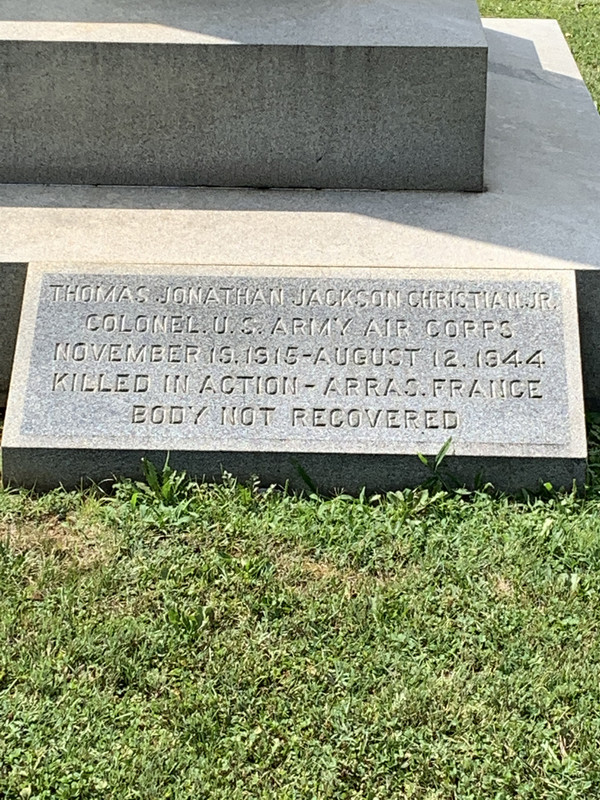 THOMAS JONATHAN JACKSON CHRISTIAN, JR.
COLONEL. U. S. ARMY AIR CORPS
NOVEMBER 19, 1915-AUGUST 12, 1944
KILLED IN ACTION - ARRAS, FRANCE
BODY NOT RECOVERED